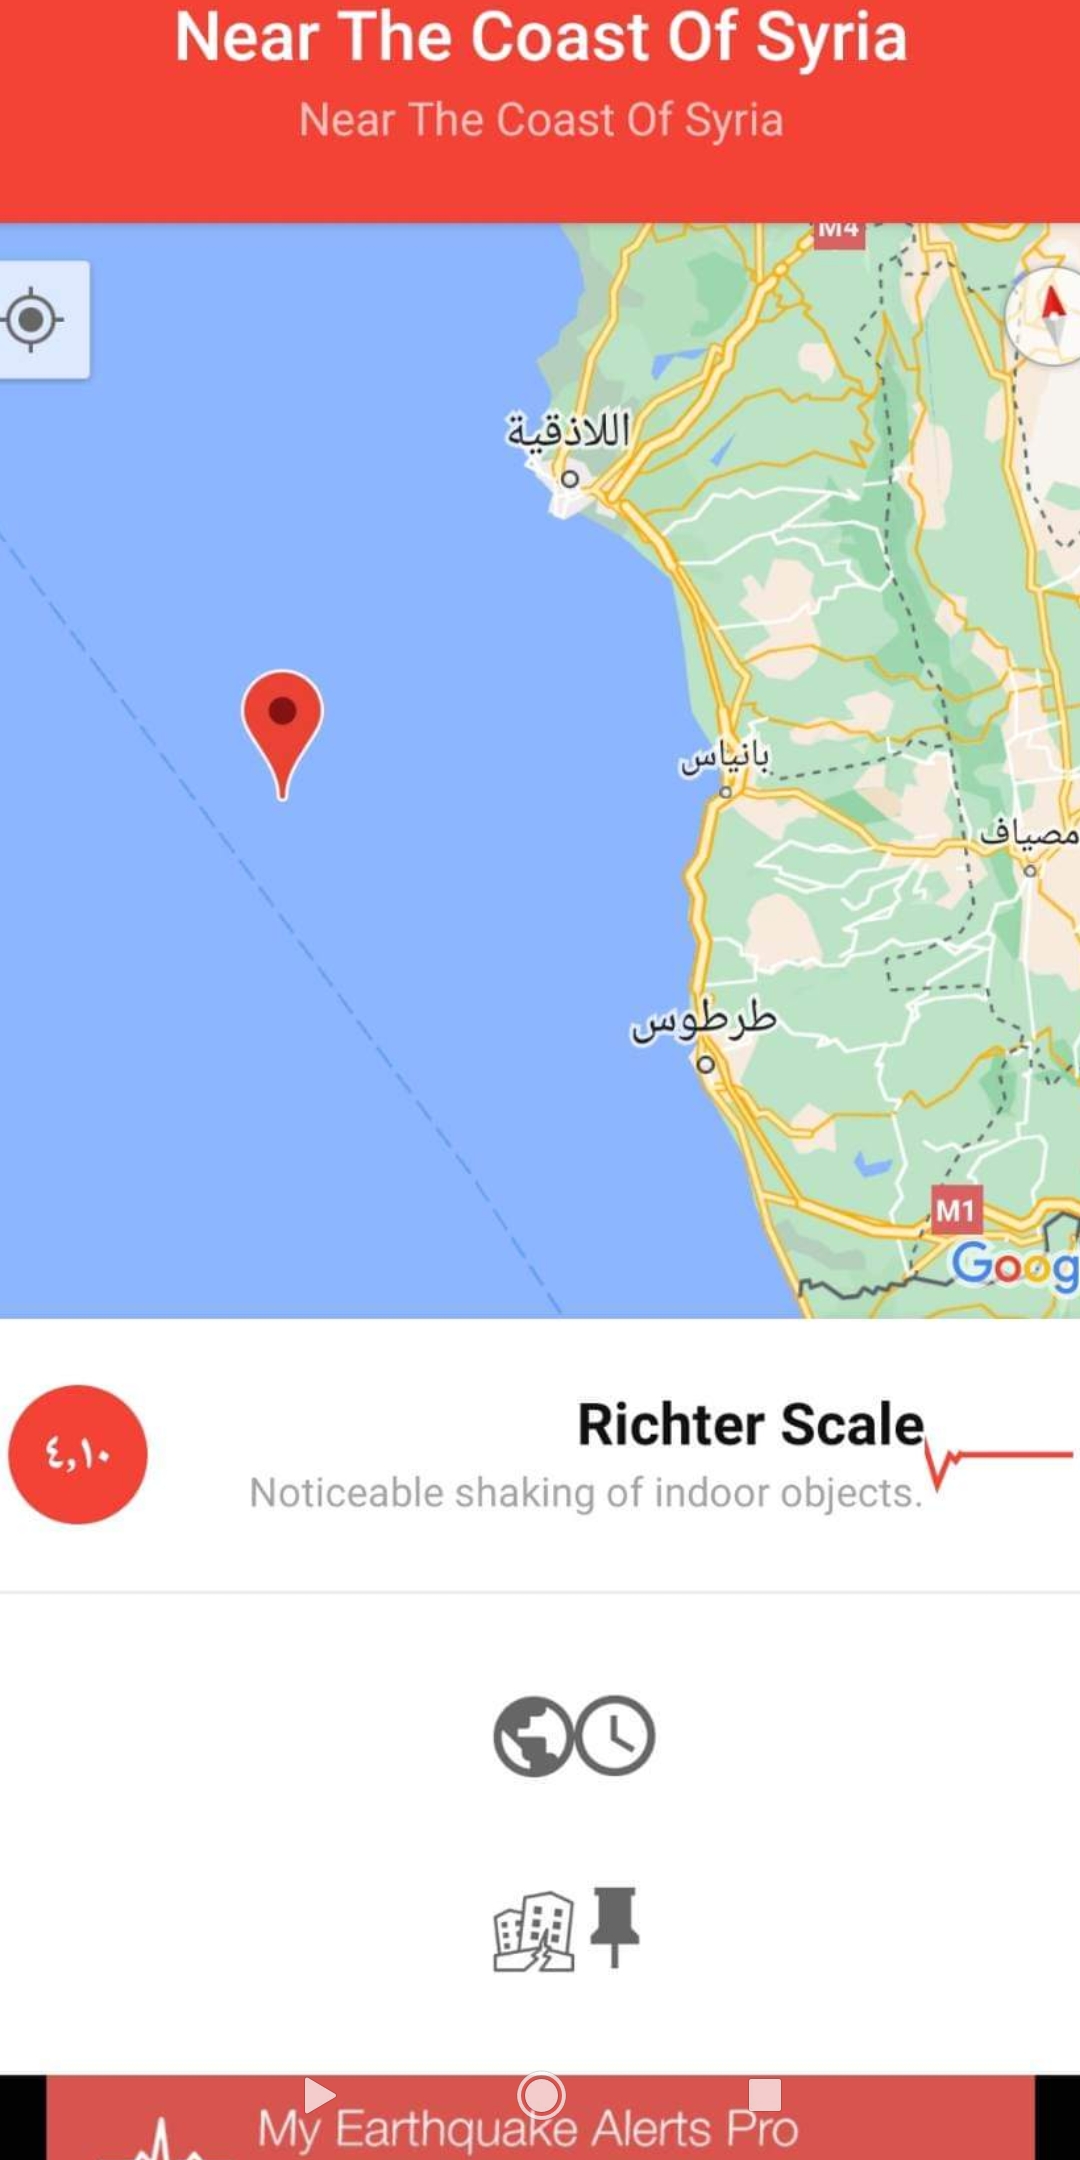 Near The Coast Of Syria
Near The Coast Of Syria
M4
اللاذقية
بانياس
مصياف
طرطوس
M1
Goog
٤,١٠
Richter Scale
Noticeable shaking of indoor objects.
My Earthquake Alerts Pro